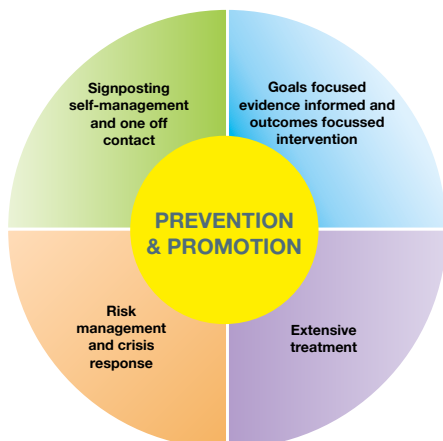 Signposting
self-management
and one off
contact
Goals focused
evidence informed and
outcomes focussed
intervention
PREVENTION
& PROMOTION
Risk
management
and crisis
response
Extensive
treatment